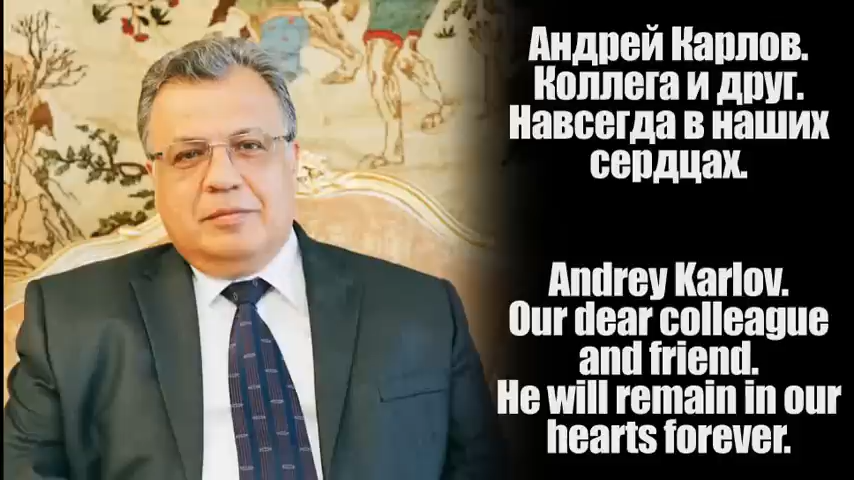 Андрей Карлов.
Коллега и друг.
Навсегда в наших
сердцах.
Andrey Karlov.
Our dear colleague
and friend.
He will remain in our
hearts forever.